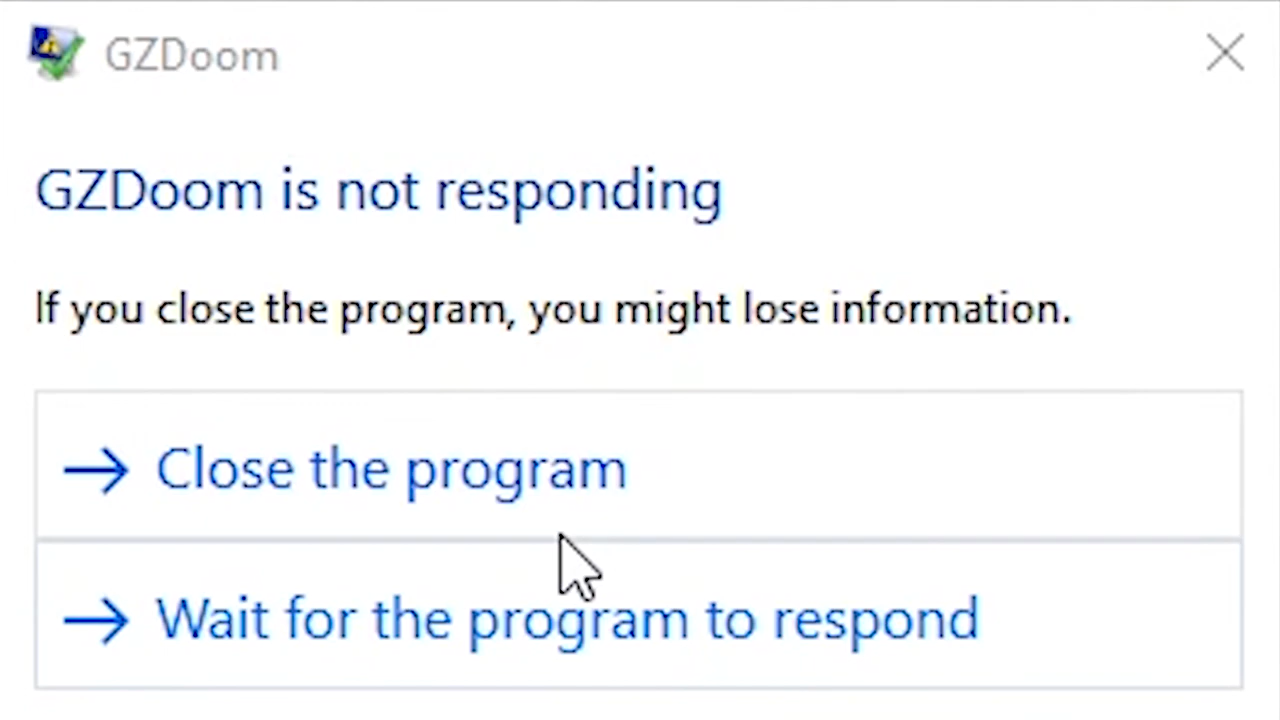 GZDoom
GZDoom is not responding
If you close the program, you might lose information.
Close the program
Wait for the program to respond